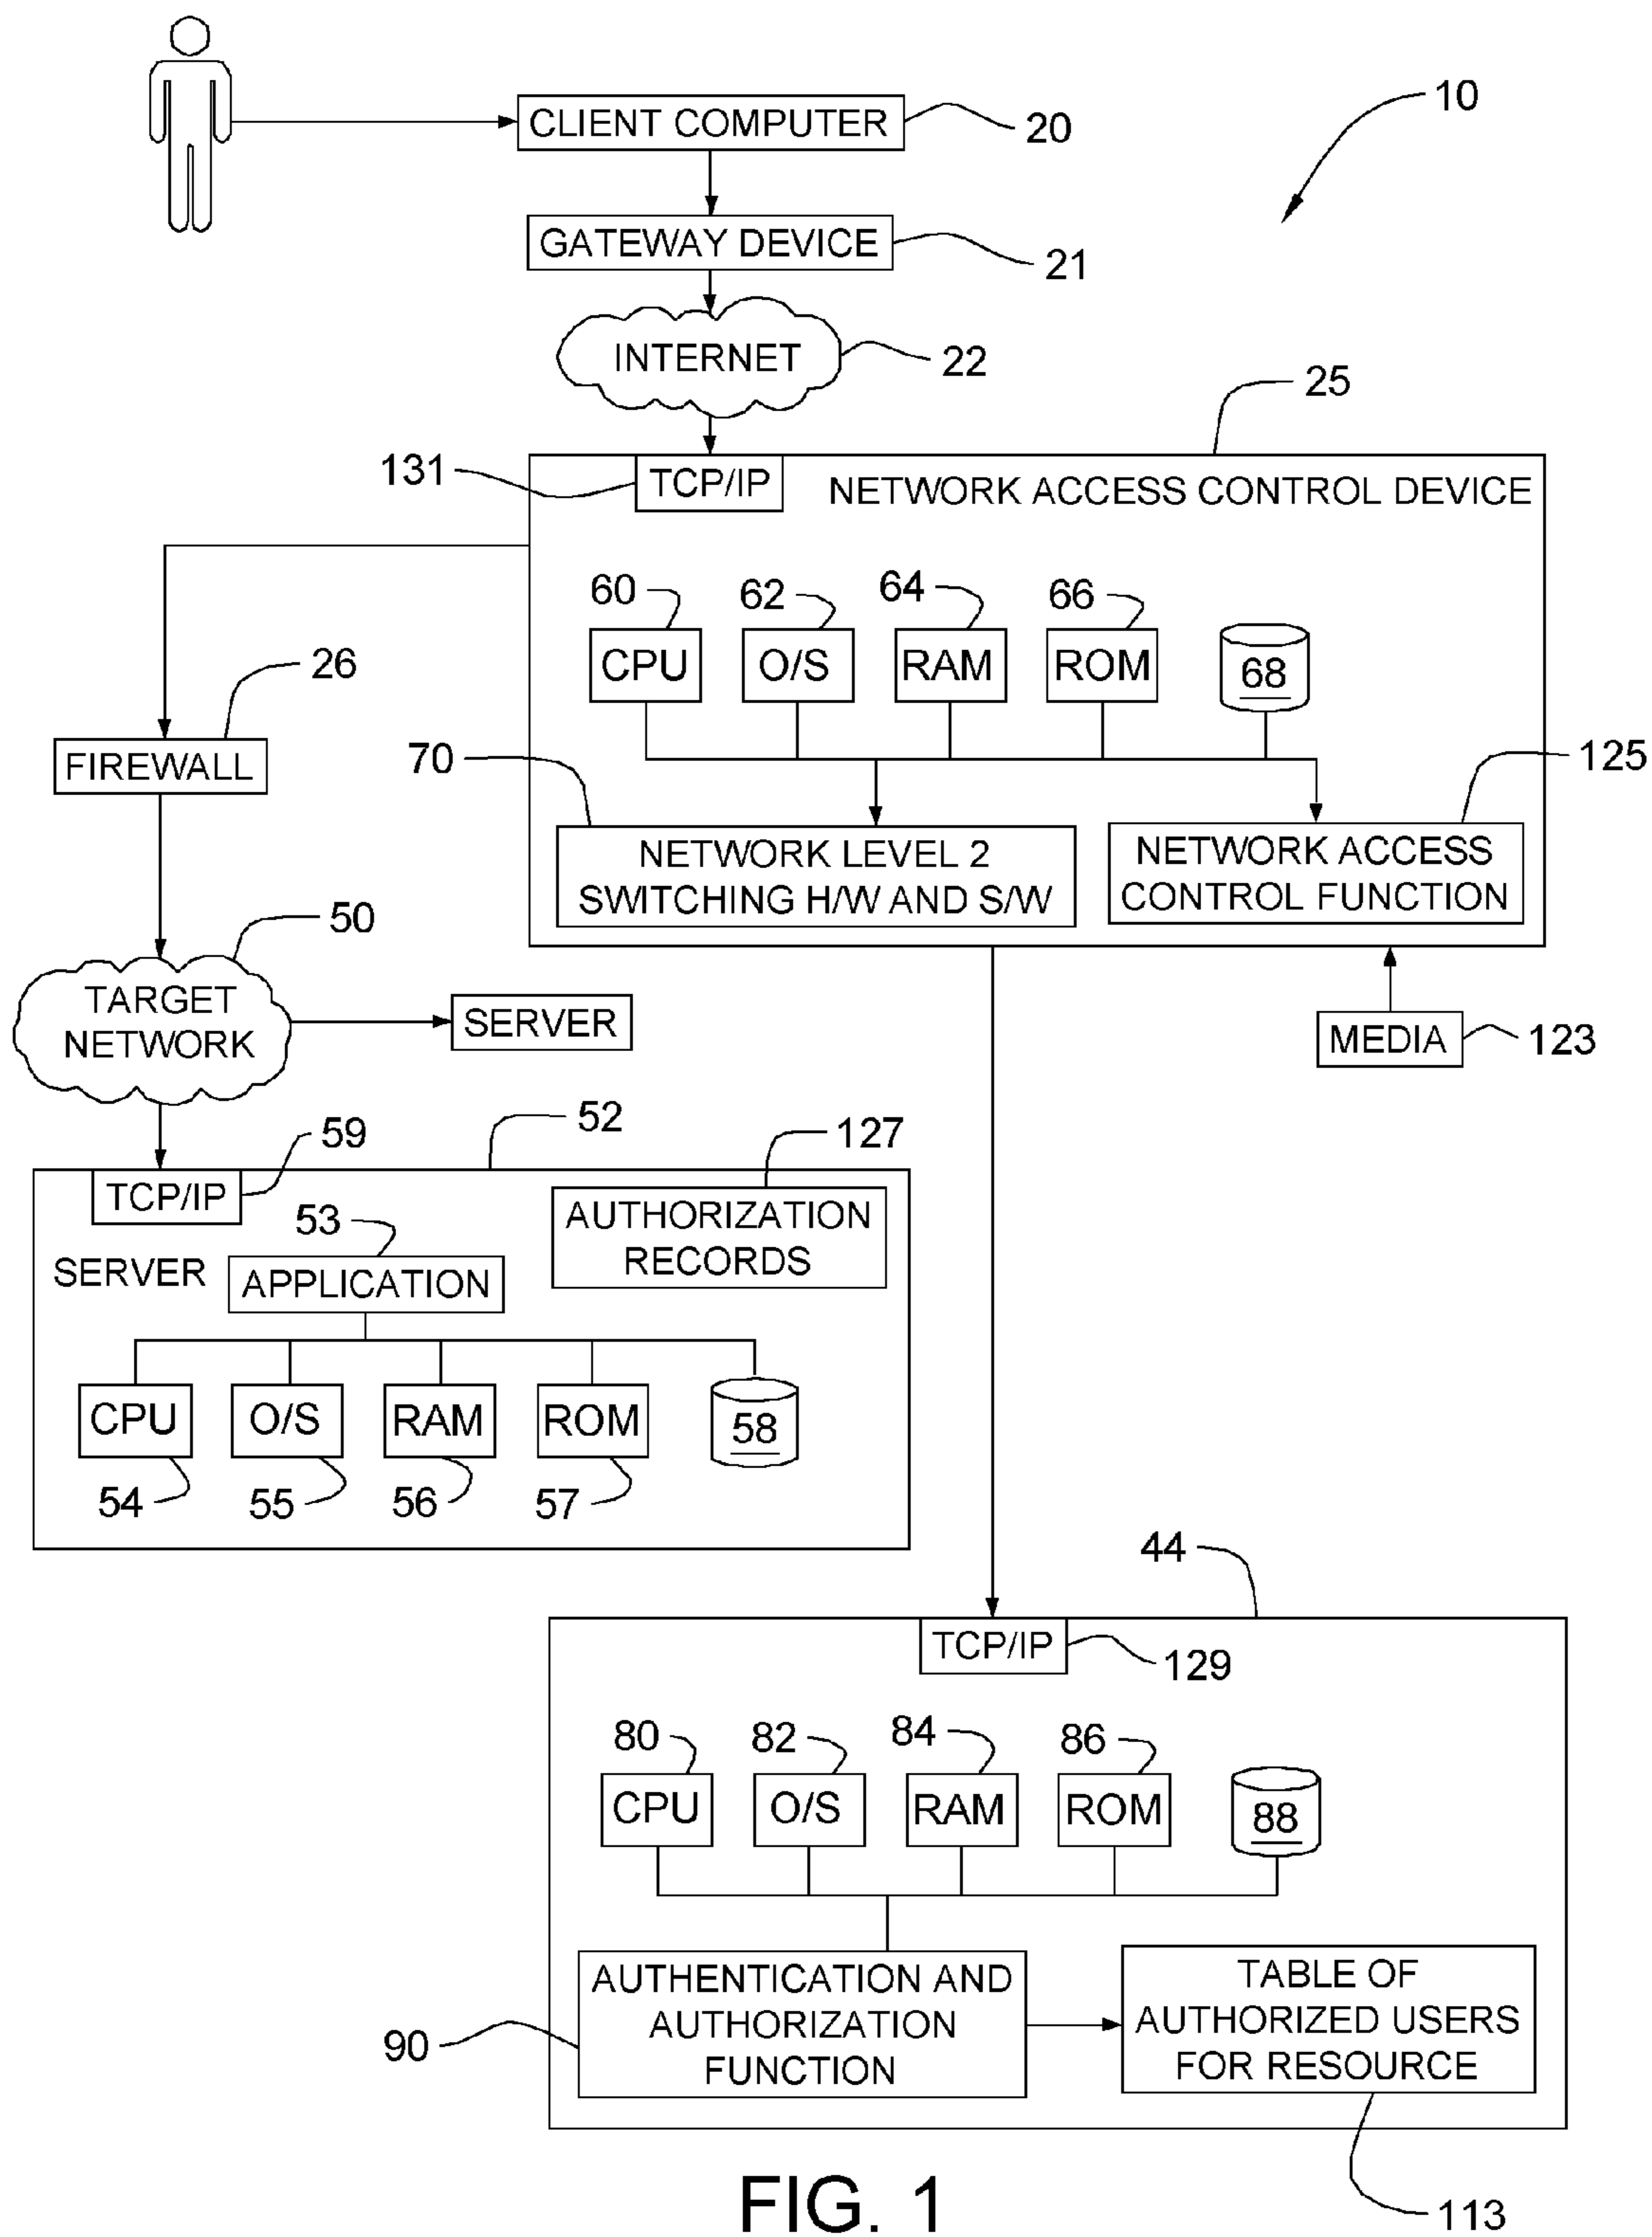 10
CLIENT COMPUTER
20
GATEWAY DEVICE
21
INTERNET
22
25
131
TCP/IP
NETWORK ACCESS CONTROL DEVICE
60
62
64
66
CPU
O/S
RAM
ROM
68
26
FIREWALL
70
125
NETWORK LEVEL 2
SWITCHING H/W AND S/W
NETWORK ACCESS
CONTROL FUNCTION
50
TARGET
NETWORK
SERVER
MEDIA
123
52
59
127
TCP/IP
AUTHORIZATION
RECORDS
53
SERVER
APPLICATION
CPU
O/S
RAM
ROM
58
54
55
56
57
44
TCP/IP
129
80
82
84
86
CPU
O/S
RAM
ROM
88
AUTHENTICATION AND
AUTHORIZATION
FUNCTION
90
TABLE OF
AUTHORIZED USERS
FOR RESOURCE
113
FIG. 1